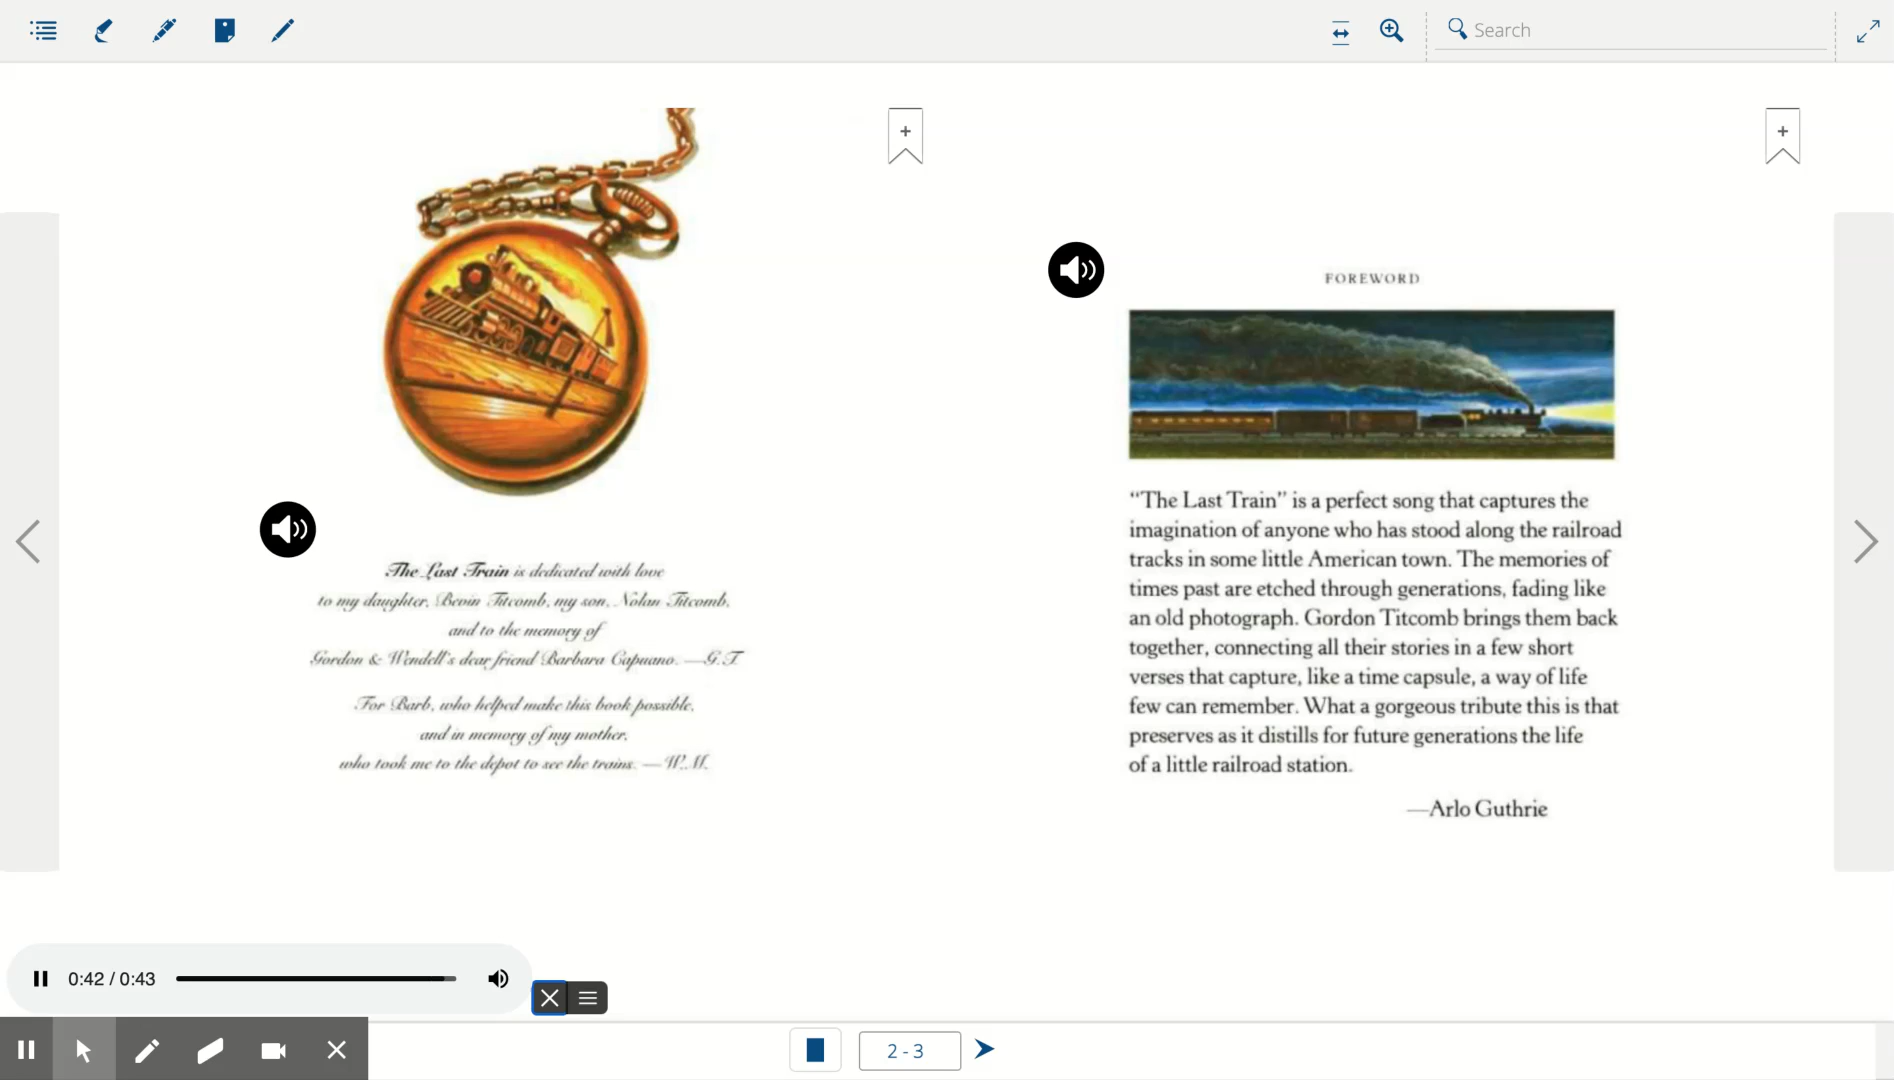 Search
The Last Train is dedicated with love
to my daughter, Bevin Titcomb, my son, Nolan Titcomb,
and to the memory of
Gordon & Wendell's dear friend Barbara Capuano. —G.T.
For Barb, who helped make this book possible,
and in memory of my mother,
who took me to the depot to see the trains. —W.M.
FOREWORD
“The Last Train” is a perfect song that captures the
imagination of anyone who has stood along the railroad
tracks in some little American town. The memories of
times past are etched through generations, fading like
an old photograph. Gordon Titcomb brings them back
together, connecting all their stories in a few short
verses that capture, like a time capsule, a way of life
few can remember. What a gorgeous tribute this is that
preserves as it distills for future generations the life
of a little railroad station.
—Arlo Guthrie
0:42 / 0:43
2 - 3